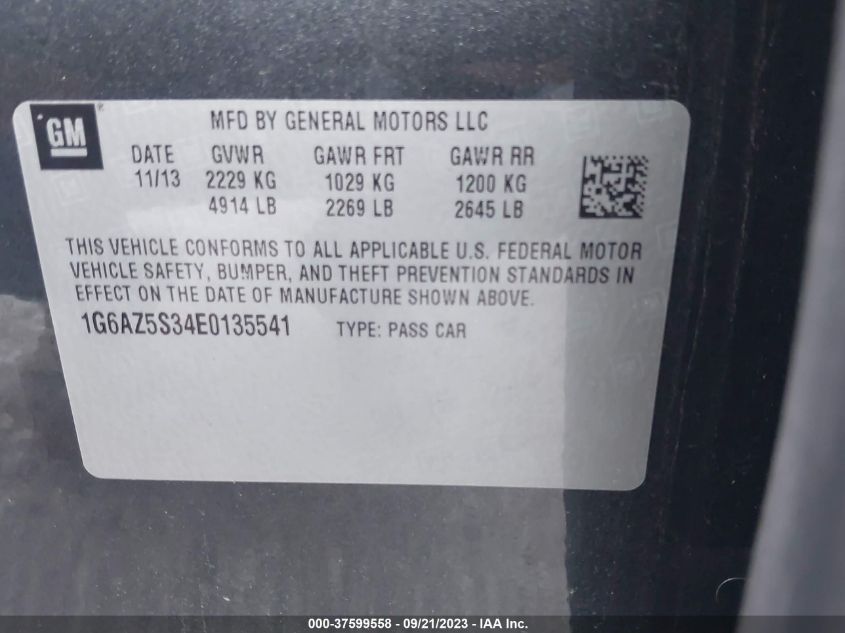 GM
MFD BY GENERAL MOTORS LLC
DATE GVWR GAWR FRT GAWR RR
11/13 2229 KG 1029 KG 1200 KG
4914 LB 2269 LB 2645 LB
THIS VEHICLE CONFORMS TO ALL APPLICABLE U.S. FEDERAL MOTOR
VEHICLE SAFETY, BUMPER, AND THEFT PREVENTION STANDARDS IN
EFFECT ON THE DATE OF MANUFACTURE SHOWN ABOVE.
1G6AZ5S34E0135541 TYPE: PASS CAR
000-37599558 - 09/21/2023 - IAA Inc.